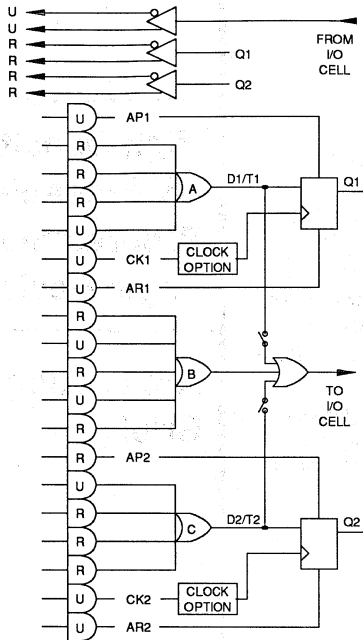 U
U
R
R
R
R
FROM
I/O
CELL
Q1
Q2
U AP1
R
R
A D1/T1
Q1
R
U
U CK1 CLOCK
OPTION
U AR1
R
U
R B
TO
I/O
CELL
U
R
R AP2
U
R C D2/T2
Q2
R
R
U CK2 CLOCK
OPTION
U AR2